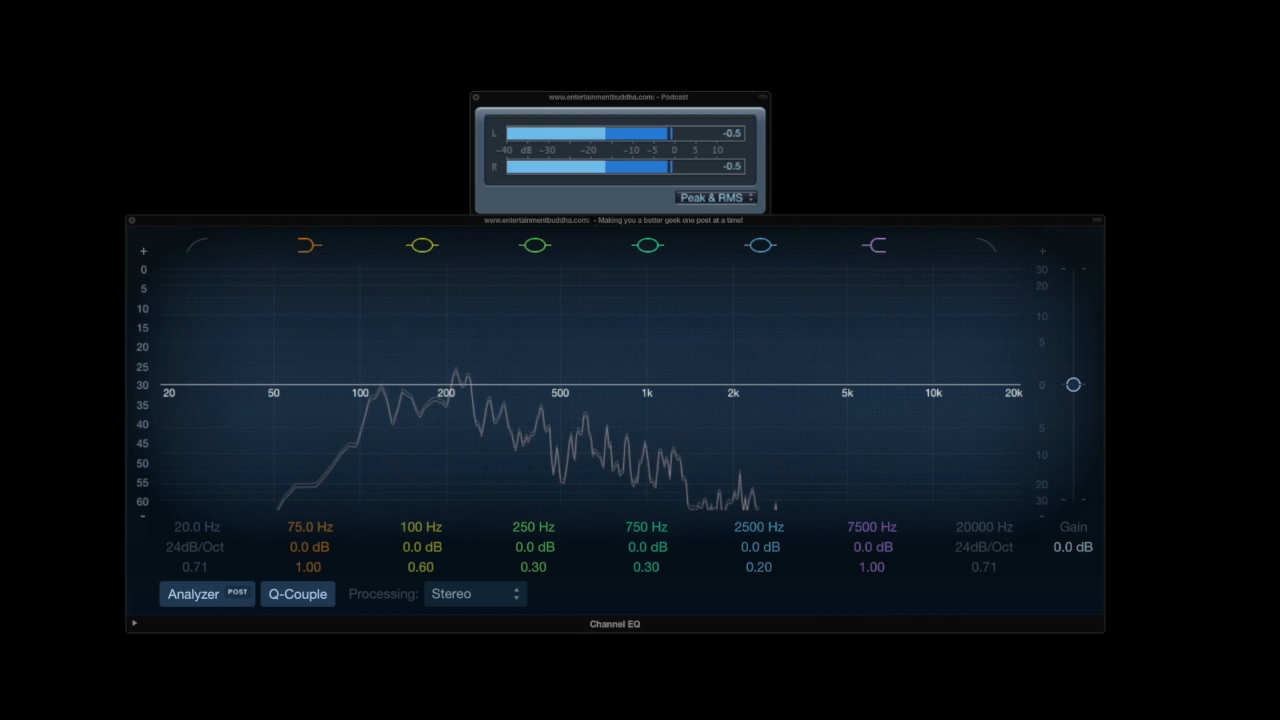 www.entertainmentbuddha.com: - Podcast
L -0.5
-40 dB -30 -20 -10 -5 0 5 10
R -0.5
Peak & RMS
www.entertainmentbuddha.com: - Making you a better geek one post at a time!
+ +
0 30
5 20
10 10
15 5
20
25
30 0
20 50 100 200 500 1k 2k 5k 10k 20k
35
40 5
45 10
50
55 20
60 30
- -
20.0 Hz 75.0 Hz 100 Hz 250 Hz 750 Hz 2500 Hz 7500 Hz 20000 Hz Gain
24dB/Oct 0.0 dB 0.0 dB 0.0 dB 0.0 dB 0.0 dB 0.0 dB 24dB/Oct 0.0 dB
0.71 1.00 0.60 0.30 0.30 0.20 1.00 0.71
Analyzer POST Q-Couple Processing: Stereo
Channel EQ